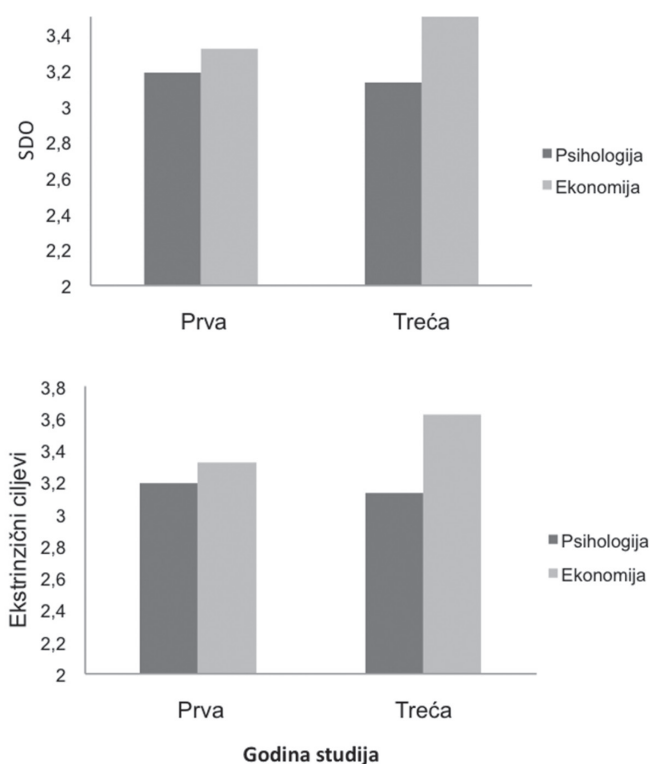 3,4
3,2
3
2,8
2,6
2,4
2,2
2
SDO
Prva Treća
Psihologija
Ekonomija
3,8
3,6
3,4
3,2
3
2,8
2,6
2,4
2,2
2
Ekstrinzični ciljevi
Prva Treća
Psihologija
Ekonomija
Godina studija